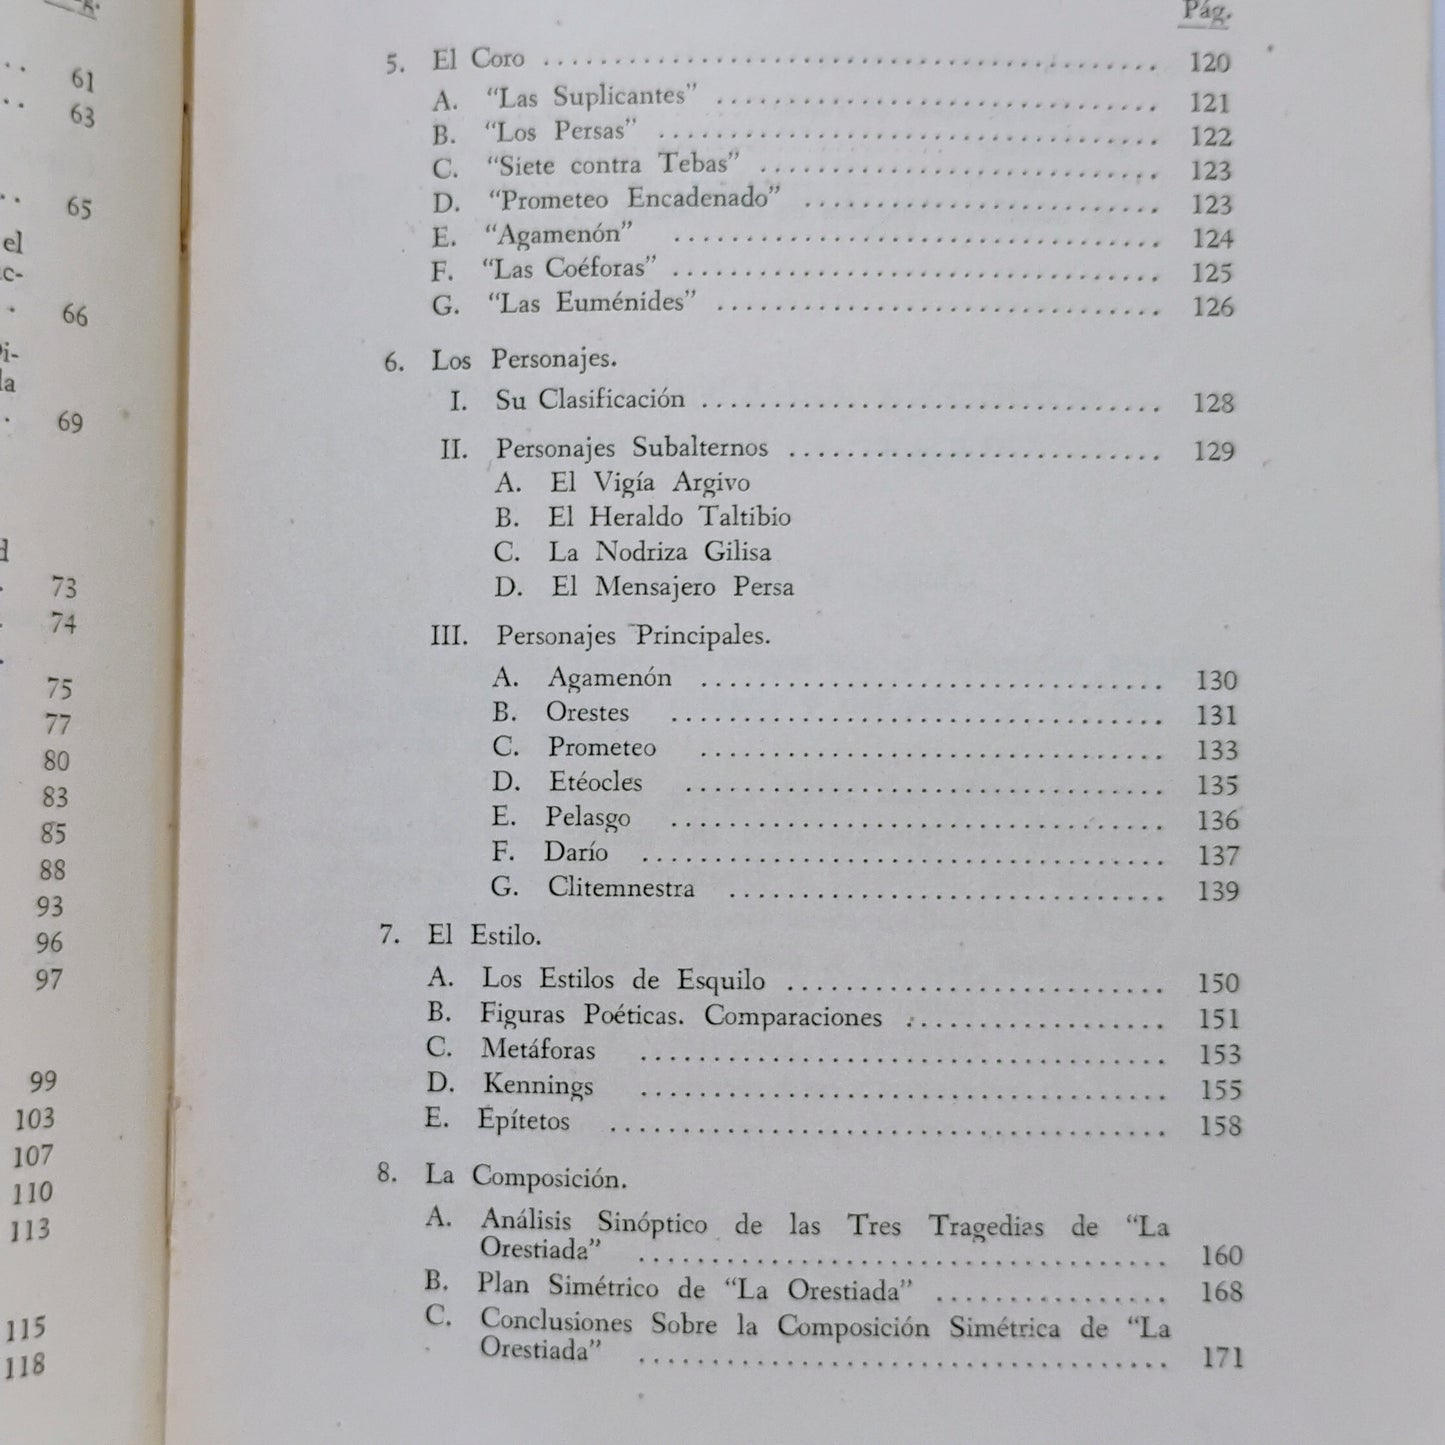 61
63
65
el
c-
66
i-
la
69
d
73
74
75
77
80
83
85
88
93
96
97
99
103
107
110
113
115
118
Pág.
5. El Coro ........ 120
A. “Las Suplicantes” ........ 121
B. “Los Persas” ........ 122
C. “Siete contra Tebas” ........ 123
D. “Prometeo Encadenado” ........ 123
E. “Agamenón” ........ 124
F. “Las Coéforas” ........ 125
G. “Las Euménides” ........ 126
6. Los Personajes.
I. Su Clasificación ........ 128
II. Personajes Subalternos ........ 129
A. El Vigía Argivo
B. El Heraldo Taltibio
C. La Nodriza Gilisa
D. El Mensajero Persa
III. Personajes Principales.
A. Agamenón ........ 130
B. Orestes ........ 131
C. Prometeo ........ 133
D. Etéocles ........ 135
E. Pelasgo ........ 136
F. Darío ........ 137
G. Clitemnestra ........ 139
7. El Estilo.
A. Los Estilos de Esquilo ........ 150
B. Figuras Poéticas. Comparaciones ........ 151
C. Metáforas ........ 153
D. Kennings ........ 155
E. Epítetos ........ 158
8. La Composición.
A. Análisis Sinóptico de las Tres Tragedias de “La
Orestiada” ........ 160
B. Plan Simétrico de “La Orestiada” ........ 168
C. Conclusiones Sobre la Composición Simétrica de “La
Orestiada” ........ 171